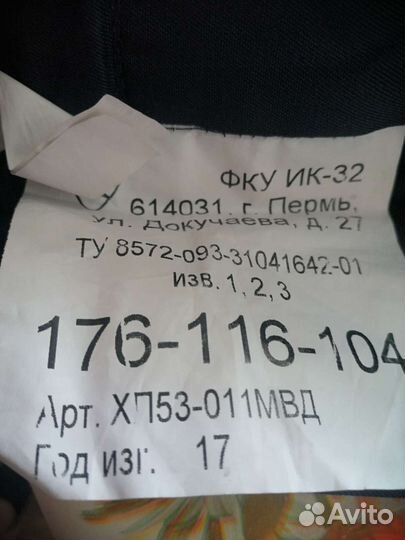 ФКУ ИК-32
614031. г. Пермь,
ул. Докучаева, д. 27
ТУ 8572-093-31041642-01
изв. 1, 2, 3
176-116-104
Арт. ХП53-011МВД
Год изг. 17
Avito